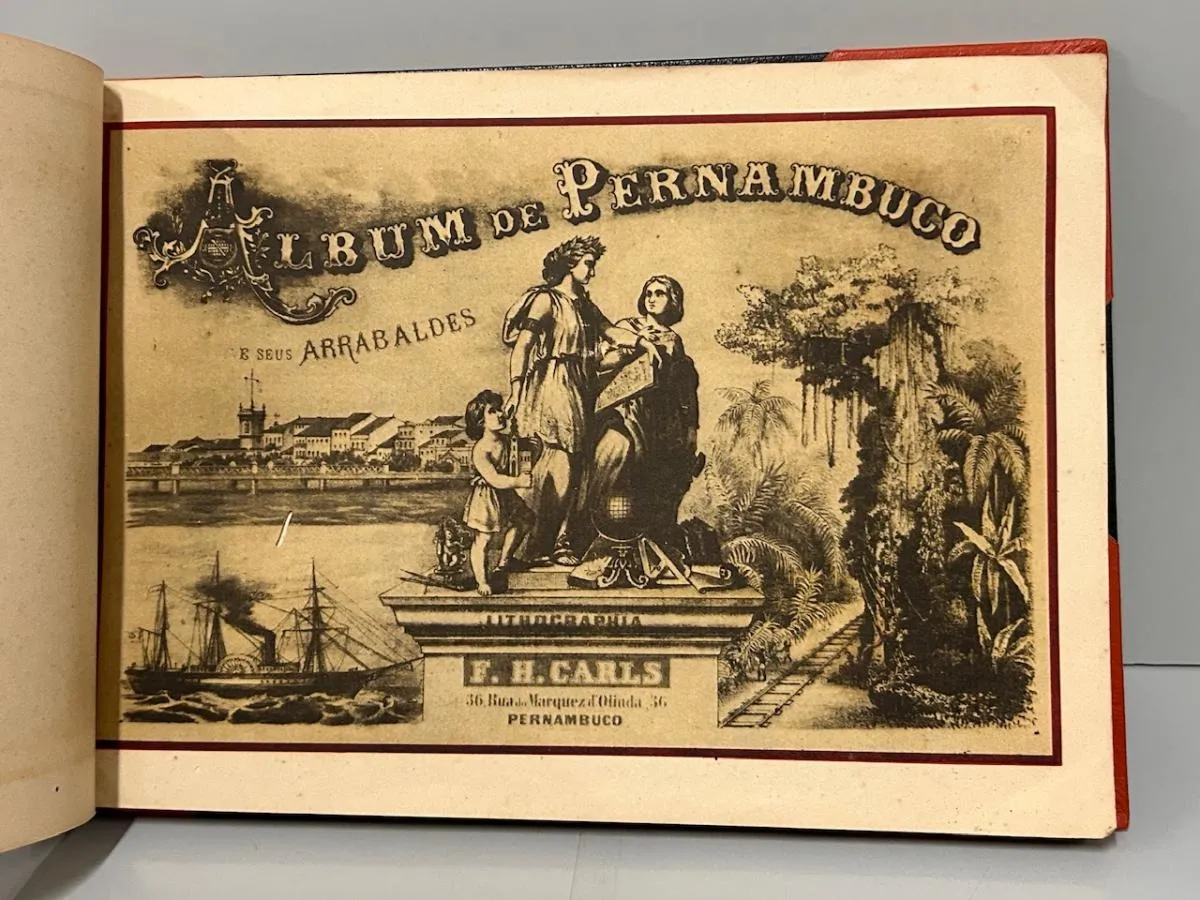 ALBUM DE PERNAMBUCO
E SEUS ARRABALDES
LITHOGRAPHIA
F. H. CARLS
36, Rua do Marquez d'Olinda, 36
PERNAMBUCO